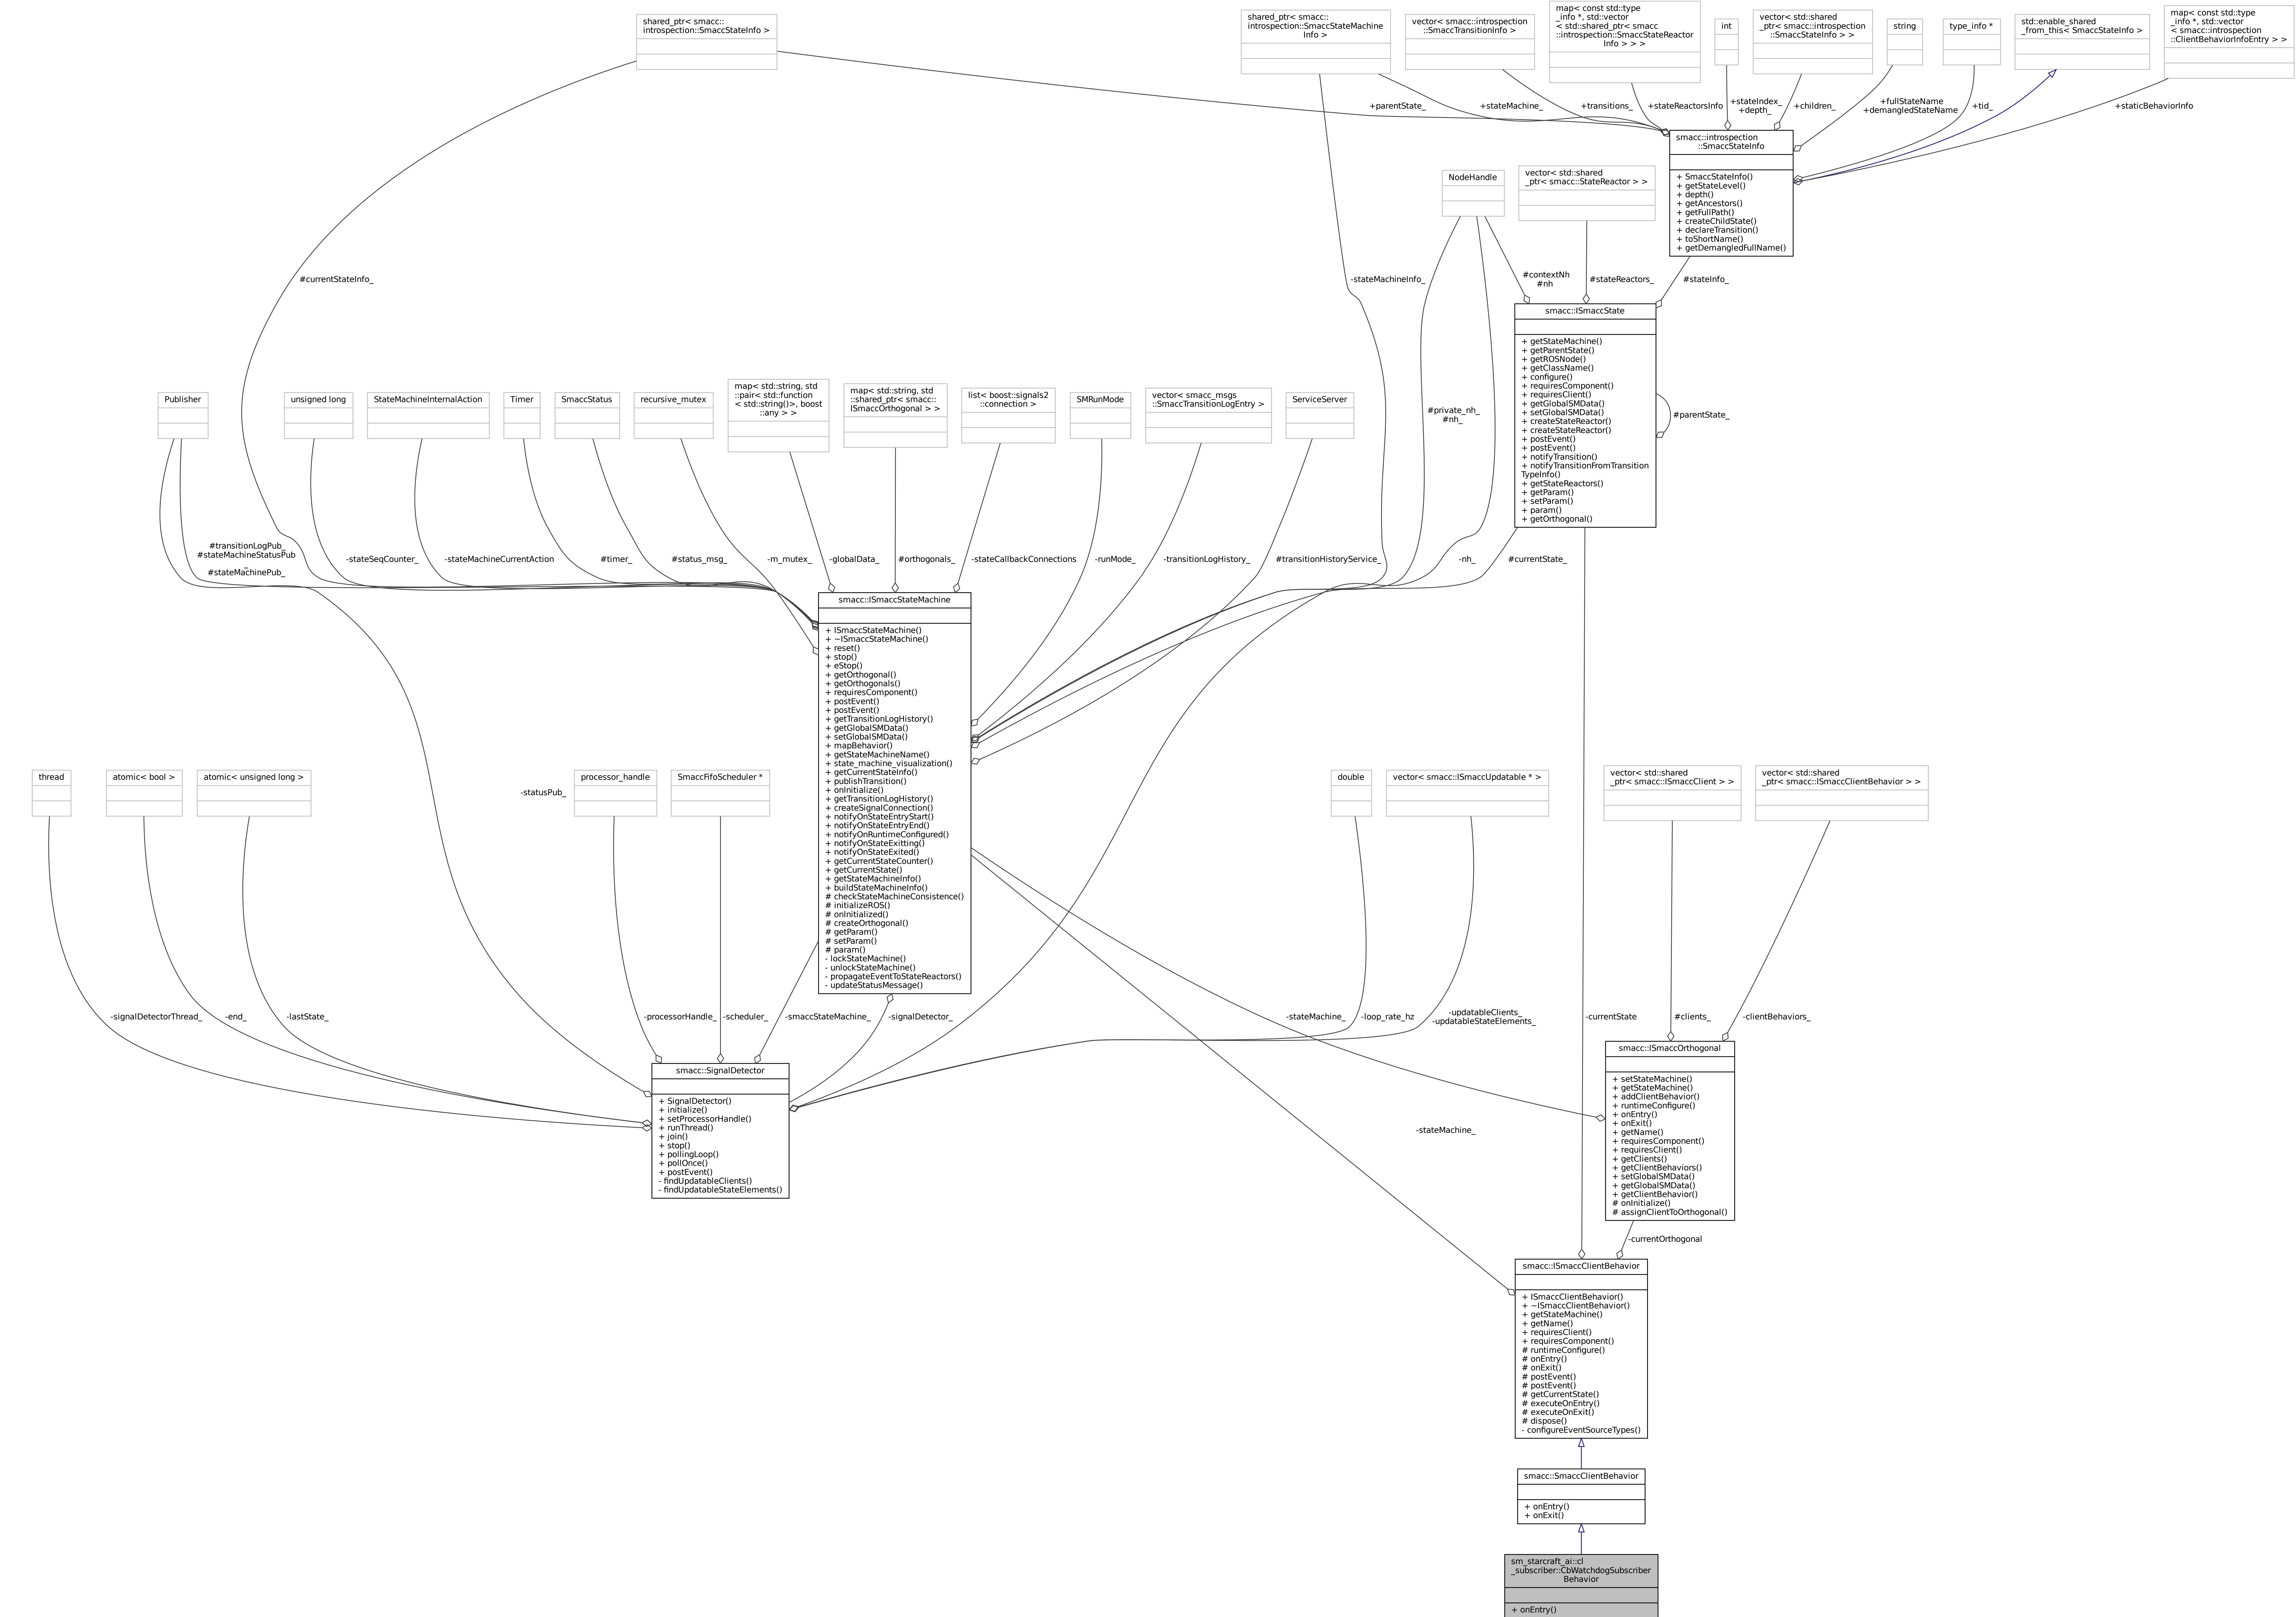 shared_ptr< smacc::
introspection::SmaccStateInfo >
shared_ptr< smacc::
introspection::SmaccStateMachine
Info >
vector< smacc::introspection
::SmaccTransitionInfo >
map< const std::type
_info *, std::vector
< std::shared_ptr< smacc
::introspection::SmaccStateReactor
Info > > >
int
vector< std::shared
_ptr< smacc::introspection
::SmaccStateInfo > >
string
type_info *
std::enable_shared
_from_this< SmaccStateInfo >
map< const std::type
_info *, std::vector
< smacc::introspection
::ClientBehaviorInfoEntry > >
+parentState_
+stateMachine_
+transitions_
+stateReactorsInfo
+stateIndex_
+depth_
+children_
+fullStateName
+demangledStateName
+tid_
+staticBehaviorInfo
smacc::introspection
::SmaccStateInfo
+ SmaccStateInfo()
+ getStateLevel()
+ depth()
+ getAncestors()
+ getFullPath()
+ createChildState()
+ declareTransition()
+ toShortName()
+ getDemangledFullName()
NodeHandle
vector< std::shared
_ptr< smacc::StateReactor > >
#currentStateInfo_
-stateMachineInfo_
#contextNh
#nh
#stateReactors_
#stateInfo_
smacc::ISmaccState
+ getStateMachine()
+ getParentState()
+ getROSNode()
+ getClassName()
+ configure()
+ requiresComponent()
+ requiresClient()
+ getGlobalSMData()
+ setGlobalSMData()
+ createStateReactor()
+ createStateReactor()
+ postEvent()
+ postEvent()
+ notifyTransition()
+ notifyTransitionFromTransition
TypeInfo()
+ getStateReactors()
+ getParam()
+ setParam()
+ param()
+ getOrthogonal()
#parentState_
Publisher
unsigned long
StateMachineInternalAction
Timer
SmaccStatus
recursive_mutex
map< std::string, std
::pair< std::function
< std::string()>, boost
::any > >
map< std::string, std
::shared_ptr< smacc::
ISmaccOrthogonal > >
list< boost::signals2
::connection >
SMRunMode
vector< smacc_msgs
::SmaccTransitionLogEntry >
ServiceServer
#private_nh_
#nh_
#transitionLogPub_
#stateMachineStatusPub
_
#stateMachinePub_
-stateSeqCounter_
-stateMachineCurrentAction
#timer_
#status_msg_
-m_mutex_
-globalData_
#orthogonals_
-stateCallbackConnections
-runMode_
-transitionLogHistory_
#transitionHistoryService_
-nh_
#currentState_
smacc::ISmaccStateMachine
+ ISmaccStateMachine()
+ ~ISmaccStateMachine()
+ reset()
+ stop()
+ eStop()
+ getOrthogonal()
+ getOrthogonals()
+ requiresComponent()
+ postEvent()
+ postEvent()
+ getTransitionLogHistory()
+ getGlobalSMData()
+ setGlobalSMData()
+ mapBehavior()
+ getStateMachineName()
+ state_machine_visualization()
+ getCurrentStateInfo()
+ publishTransition()
+ onInitialize()
+ getTransitionLogHistory()
+ createSignalConnection()
+ notifyOnStateEntryStart()
+ notifyOnStateEntryEnd()
+ notifyOnRuntimeConfigured()
+ notifyOnStateExitting()
+ notifyOnStateExited()
+ getCurrentStateCounter()
+ getCurrentState()
+ getStateMachineInfo()
+ buildStateMachineInfo()
# checkStateMachineConsistence()
# initializeROS()
# onInitialized()
# createOrthogonal()
# getParam()
# setParam()
# param()
- lockStateMachine()
- unlockStateMachine()
- propagateEventToStateReactors()
- updateStatusMessage()
thread
atomic< bool >
atomic< unsigned long >
-statusPub_
processor_handle
SmaccFifoScheduler *
double
vector< smacc::ISmaccUpdatable * >
vector< std::shared
_ptr< smacc::ISmaccClient > >
vector< std::shared
_ptr< smacc::ISmaccClientBehavior > >
-signalDetectorThread_
-end_
-lastState_
-processorHandle_
-scheduler_
-smaccStateMachine_
-signalDetector_
-stateMachine_
-loop_rate_hz
-updatableClients_
-updatableStateElements_
-currentState
#clients_
-clientBehaviors_
smacc::SignalDetector
+ SignalDetector()
+ initialize()
+ setProcessorHandle()
+ runThread()
+ join()
+ stop()
+ pollingLoop()
+ pollOnce()
+ postEvent()
- findUpdatableClients()
- findUpdatableStateElements()
smacc::ISmaccOrthogonal
+ setStateMachine()
+ getStateMachine()
+ addClientBehavior()
+ runtimeConfigure()
+ onEntry()
+ onExit()
+ getName()
+ requiresComponent()
+ requiresClient()
+ getClients()
+ getClientBehaviors()
+ setGlobalSMData()
+ getGlobalSMData()
+ getClientBehavior()
# onInitialize()
# assignClientToOrthogonal()
-stateMachine_
-currentOrthogonal
smacc::ISmaccClientBehavior
+ ISmaccClientBehavior()
+ ~ISmaccClientBehavior()
+ getStateMachine()
+ getName()
+ requiresClient()
+ requiresComponent()
# runtimeConfigure()
# onEntry()
# onExit()
# postEvent()
# postEvent()
# getCurrentState()
# executeOnEntry()
# executeOnExit()
# dispose()
- configureEventSourceTypes()
smacc::SmaccClientBehavior
+ onEntry()
+ onExit()
sm_starcraft_ai::cl
_subscriber::CbWatchdogSubscriber
Behavior
+ onEntry()